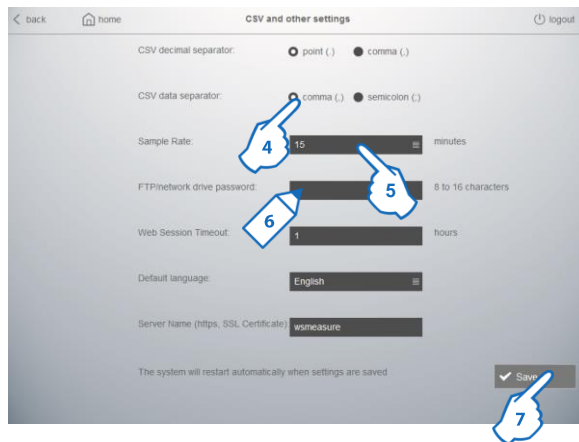 back home CSV and other settings logout
CSV decimal separator: point (.) comma (,)
CSV data separator: comma (,) semicolon (;)
4
Sample Rate: 15 minutes
5
FTP/network drive password: 8 to 16 characters
6
Web Session Timeout: 1 hours
Default language: English
Server Name (https, SSL Certificate): wsmeasure
The system will restart automatically when settings are saved. Save
7